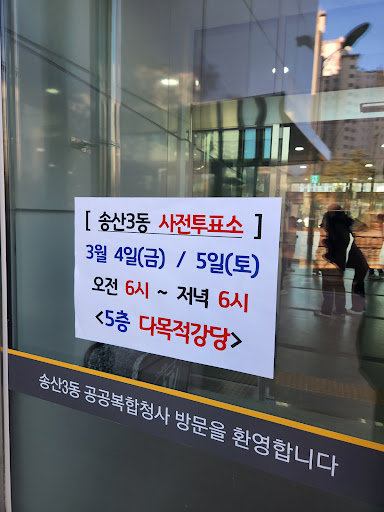 [ 송산3동 사전투표소 ]
3월 4일(금) / 5일(토)
오전 6시 ~ 저녁 6시
<5층 다목적강당>
송산3동 공공복합청사 방문을 환영합니다